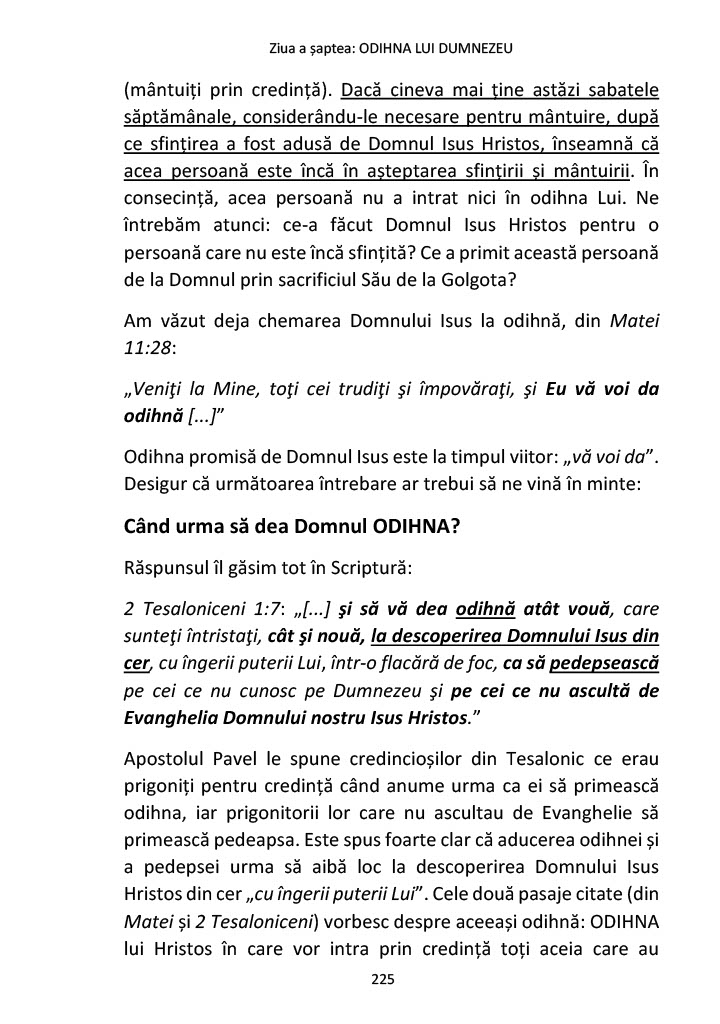 Ziua a șaptea: ODIHNA LUI DUMNEZEU
(mântuiți prin credință). Dacă cineva mai ține astăzi sabatele
săptămânale, considerându-le necesare pentru mântuire, după
ce sfințirea a fost adusă de Domnul Isus Hristos, înseamnă că
acea persoană este încă în așteptarea sfințirii și mântuirii. În
consecință, acea persoană nu a intrat nici în odihna Lui. Ne
întrebăm atunci: ce-a făcut Domnul Isus Hristos pentru o
persoană care nu este încă sfințită? Ce a primit această persoană
de la Domnul prin sacrificiul Său de la Golgota?
Am văzut deja chemarea Domnului Isus la odihnă, din Matei
11:28:
„Veniţi la Mine, toţi cei trudiţi şi împovăraţi, şi Eu vă voi da
odihnă [...]”
Odihna promisă de Domnul Isus este la timpul viitor: „vă voi da”.
Desigur că următoarea întrebare ar trebui să ne vină în minte:
Când urma să dea Domnul ODIHNA?
Răspunsul îl găsim tot în Scriptură:
2 Tesaloniceni 1:7: „[...] şi să vă dea odihnă atât vouă, care
sunteţi întristaţi, cât şi nouă, la descoperirea Domnului Isus din
cer, cu îngerii puterii Lui, într-o flacără de foc, ca să pedepsească
pe cei ce nu cunosc pe Dumnezeu şi pe cei ce nu ascultă de
Evanghelia Domnului nostru Isus Hristos.”
Apostolul Pavel le spune credincioșilor din Tesalonic ce erau
prigoniți pentru credință când anume urma ca ei să primească
odihna, iar prigonitorii lor care nu ascultau de Evanghelie să
primească pedeapsa. Este spus foarte clar că aducerea odihnei și
a pedepsei urma să aibă loc la descoperirea Domnului Isus
Hristos din cer „cu îngerii puterii Lui”. Cele două pasaje citate (din
Matei și 2 Tesaloniceni) vorbesc despre aceeași odihnă: ODIHNA
lui Hristos în care vor intra prin credință toți aceia care au
225